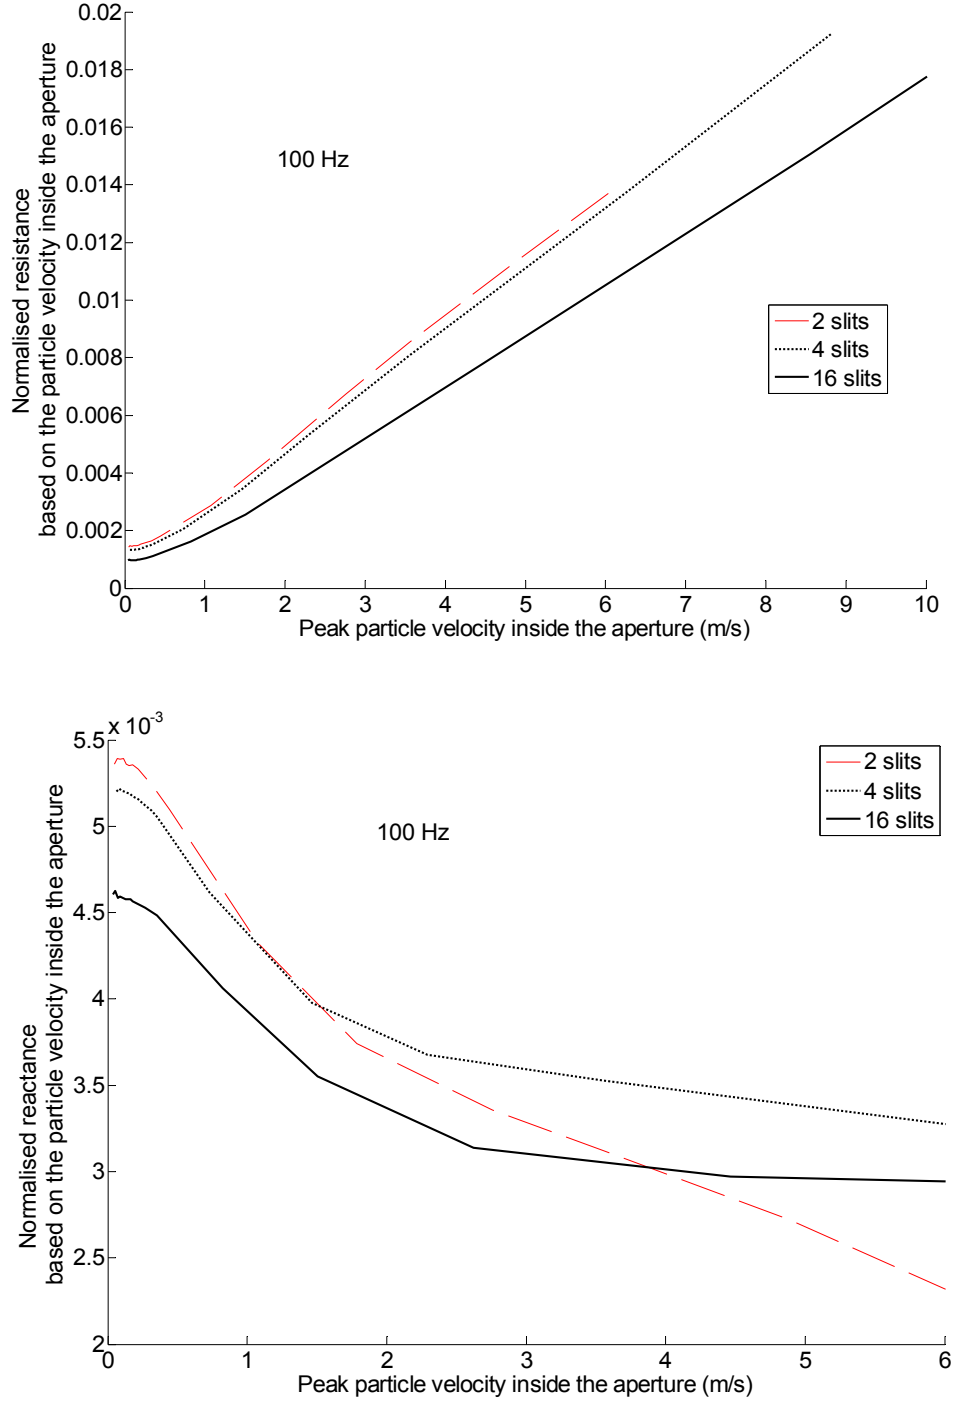 Normalised resistance
based on the particle velocity inside the aperture
0.02
0.018
0.016
0.014
0.012
0.01
0.008
0.006
0.004
0.002
0
100 Hz
2 slits
4 slits
16 slits
0 1 2 3 4 5 6 7 8 9 10
Peak particle velocity inside the aperture (m/s)
Normalised reactance
based on the particle velocity inside the aperture
x 10-3
5.5
5
4.5
4
3.5
3
2.5
2
100 Hz
2 slits
4 slits
16 slits
0 1 2 3 4 5 6
Peak particle velocity inside the aperture (m/s)